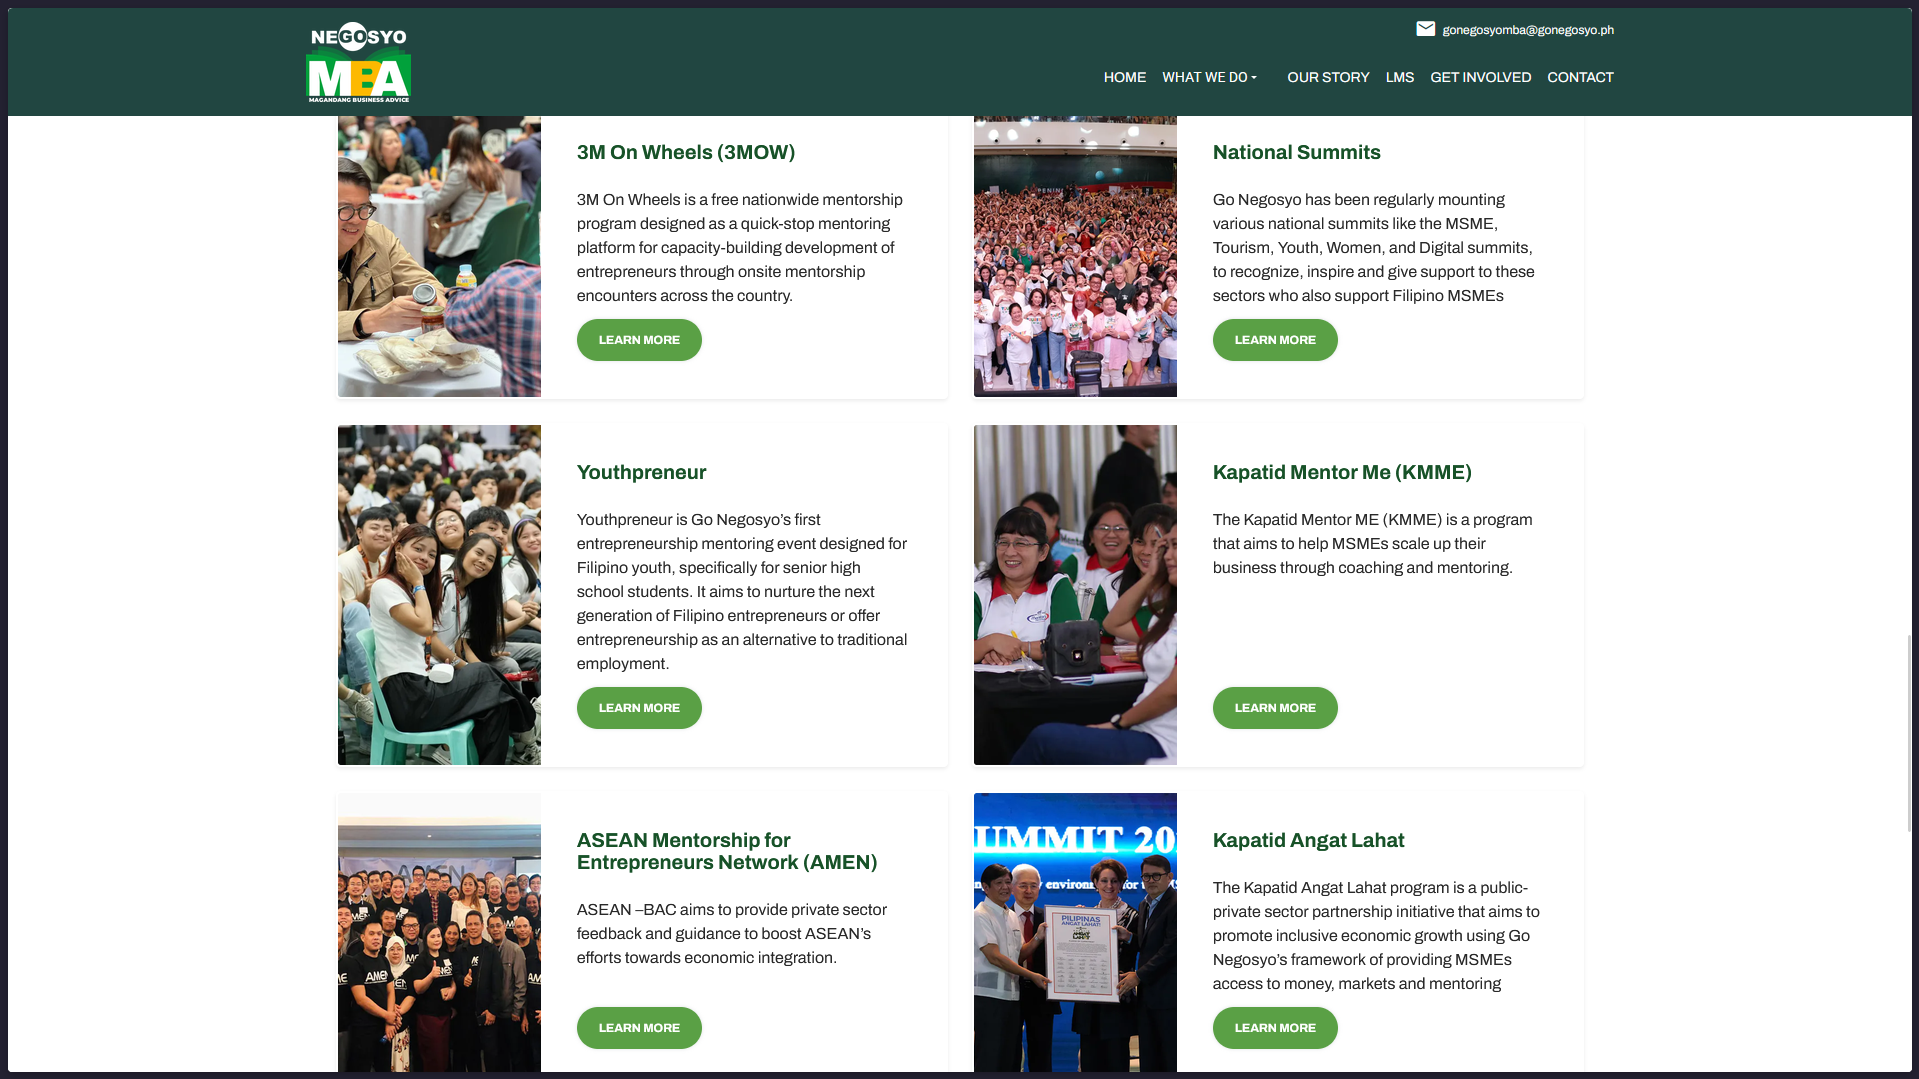 NEGOSYO
MBA
MAGANDANG BUSINESS ADVICE
gonegosyomba@gonegosyo.ph
HOME WHAT WE DO OUR STORY LMS GET INVOLVED CONTACT
3M On Wheels (3MOW)
3M On Wheels is a free nationwide mentorship
program designed as a quick-stop mentoring
platform for capacity-building development of
entrepreneurs through onsite mentorship
encounters across the country.
LEARN MORE
National Summits
Go Negosyo has been regularly mounting
various national summits like the MSME,
Tourism, Youth, Women, and Digital summits,
to recognize, inspire and give support to these
sectors who also support Filipino MSMEs
LEARN MORE
Youthpreneur
Youthpreneur is Go Negosyo’s first
entrepreneurship mentoring event designed for
Filipino youth, specifically for senior high
school students. It aims to nurture the next
generation of Filipino entrepreneurs or offer
entrepreneurship as an alternative to traditional
employment.
LEARN MORE
Kapatid Mentor Me (KMME)
The Kapatid Mentor ME (KMME) is a program
that aims to help MSMEs scale up their
business through coaching and mentoring.
LEARN MORE
AMEN
AMEN
ASEAN Mentorship for
Entrepreneurs Network (AMEN)
ASEAN –BAC aims to provide private sector
feedback and guidance to boost ASEAN’s
efforts towards economic integration.
LEARN MORE
UMMIT 20
environ
for
PILIPINAS
ANGAT LAHAT!
ANGAT
LAHAT
Kapatid Angat Lahat
The Kapatid Angat Lahat program is a public-
private sector partnership initiative that aims to
promote inclusive economic growth using Go
Negosyo’s framework of providing MSMEs
access to money, markets and mentoring
LEARN MORE